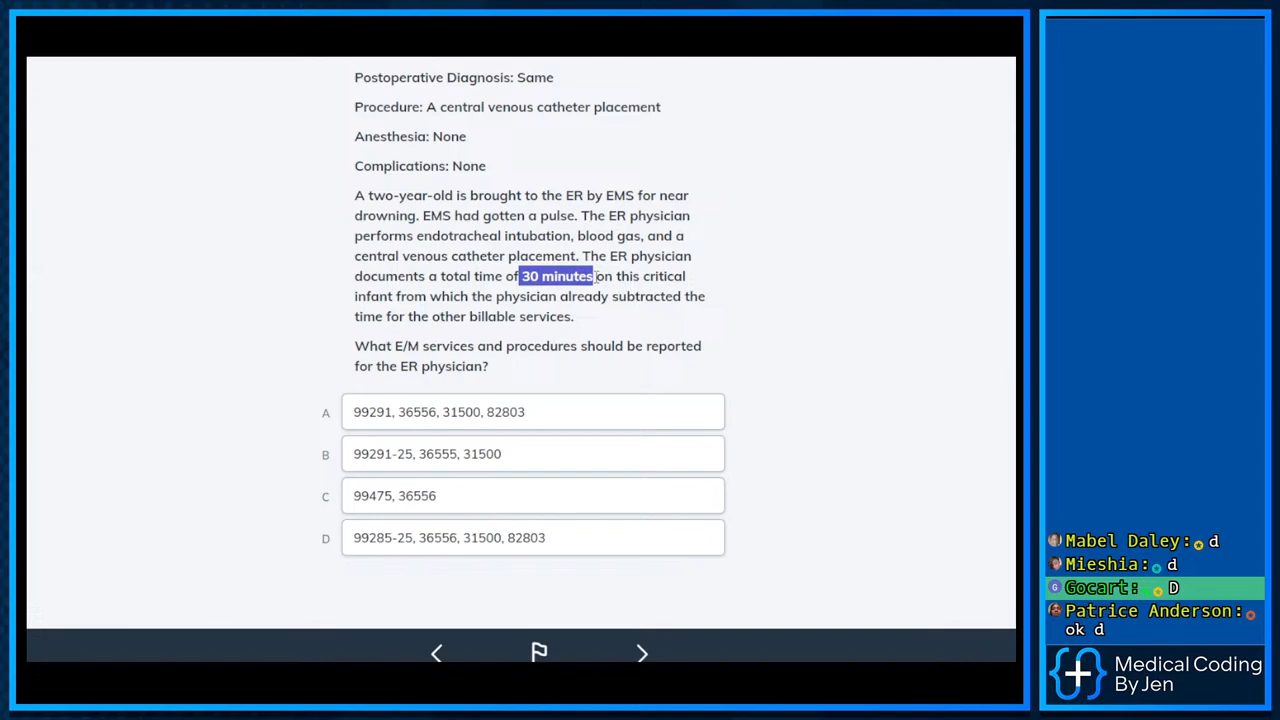 Postoperative Diagnosis: Same
Procedure: A central venous catheter placement
Anesthesia: None
Complications: None
A two-year-old is brought to the ER by EMS for near
drowning. EMS had gotten a pulse. The ER physician
performs endotracheal intubation, blood gas, and a
central venous catheter placement. The ER physician
documents a total time of 30 minutes on this critical
infant from which the physician already subtracted the
time for the other billable services.
What E/M services and procedures should be reported
for the ER physician?
A 99291, 36556, 31500, 82803
B 99291-25, 36555, 31500
C 99475, 36556
D 99285-25, 36556, 31500, 82803
Mabel Daley: d
Mieshia: d
G Gocart: D
Patrice Anderson:
ok d
Medical Coding
By Jen